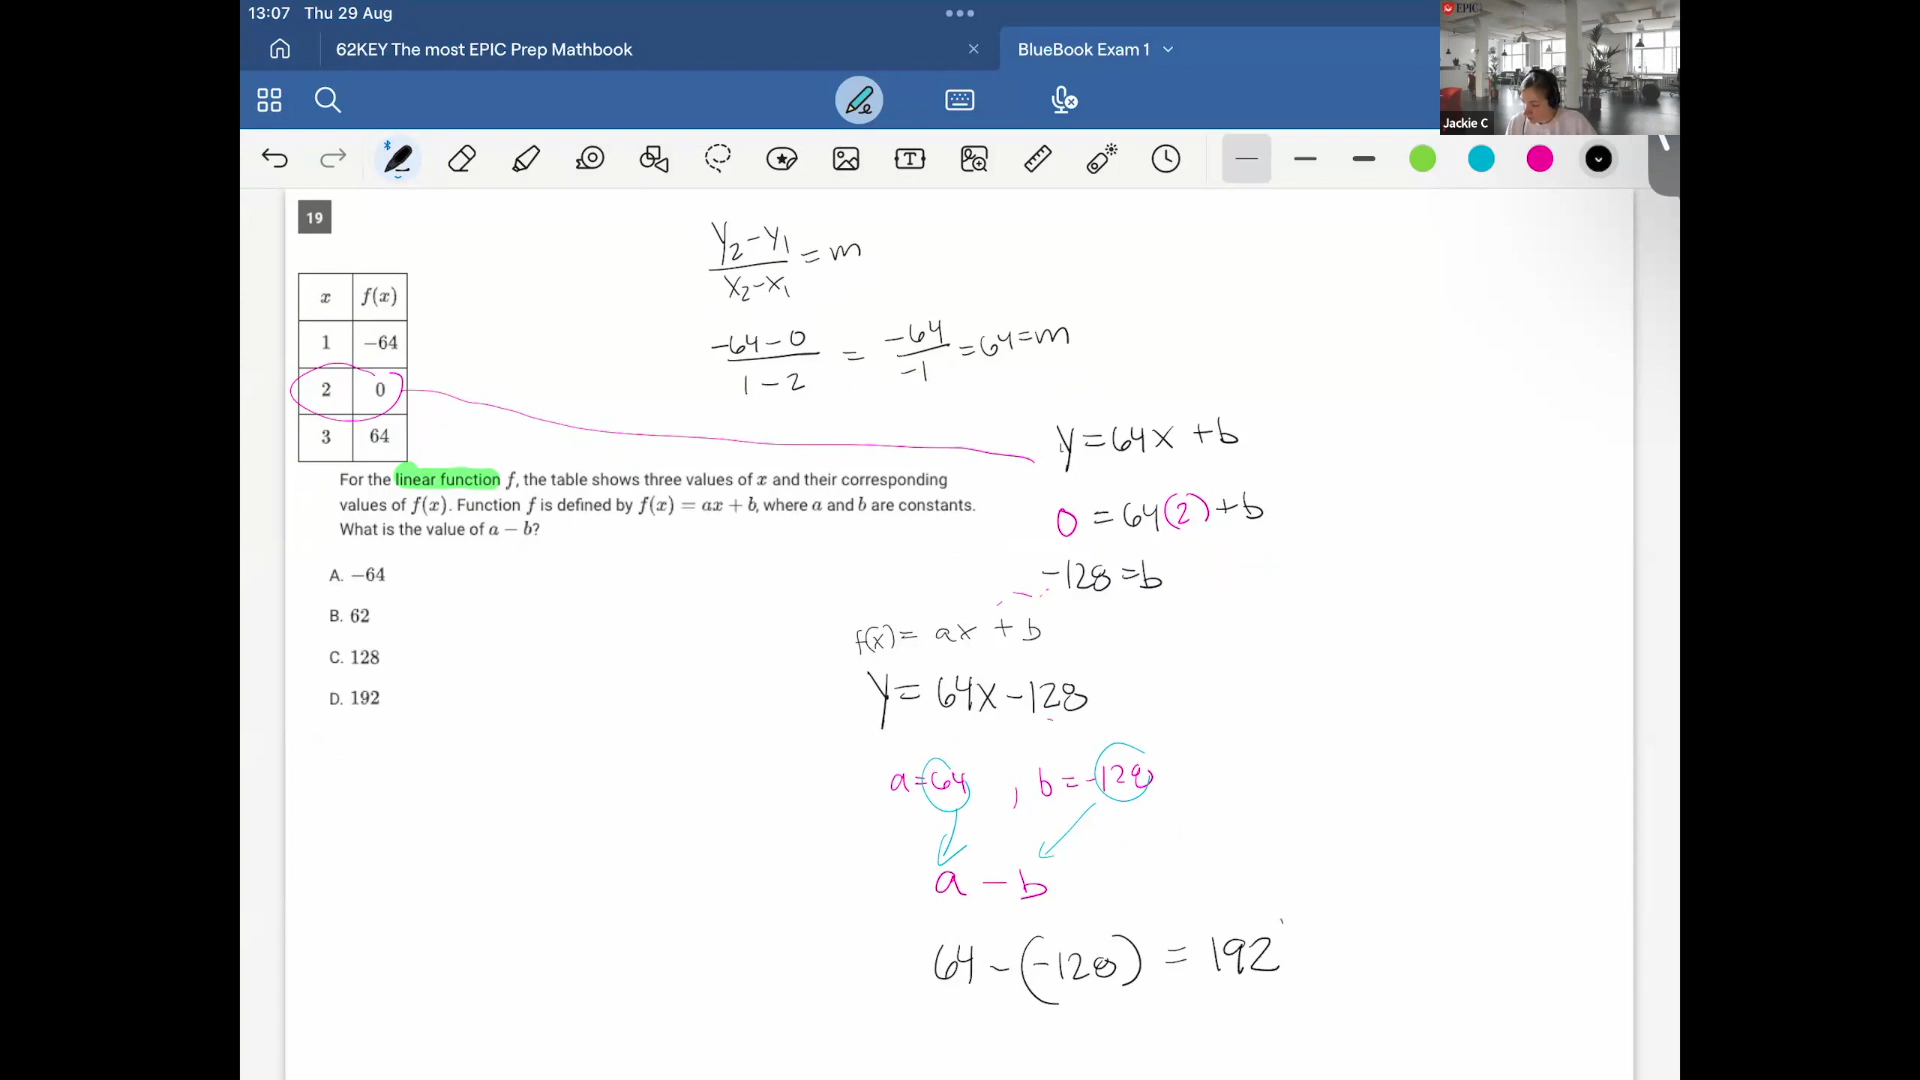 13:07 Thu 29 Aug
EPIC
62KEY The most EPIC Prep Mathbook
BlueBook Exam 1
Jackie C
19
x f(x)
1 −64
2 0
3 64
For the linear function f, the table shows three values of x and their corresponding
values of f(x). Function f is defined by f(x) = ax + b, where a and b are constants.
What is the value of a − b?
A. −64
B. 62
C. 128
D. 192
y2 − y1 / x2 − x1 = m
−64 − 0 / 1 − 2 = −64 / −1 = 64 = m
y = 64x + b
0 = 64(2) + b
−128 = b
f(x) = ax + b
y = 64x − 128
a = 64 , b = −128
a − b
64 − (−128) = 192